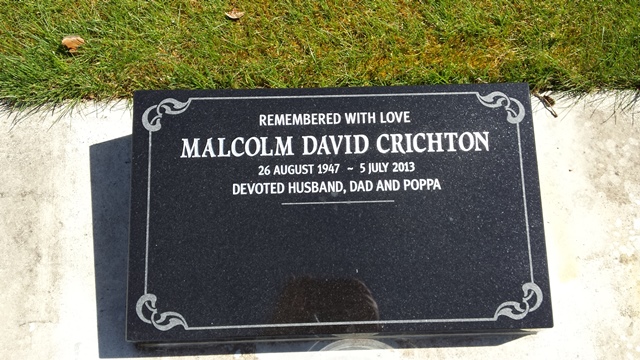 REMEMBERED WITH LOVE
MALCOLM DAVID CRICHTON
26 AUGUST 1947 ~ 5 JULY 2013
DEVOTED HUSBAND, DAD AND POPPA